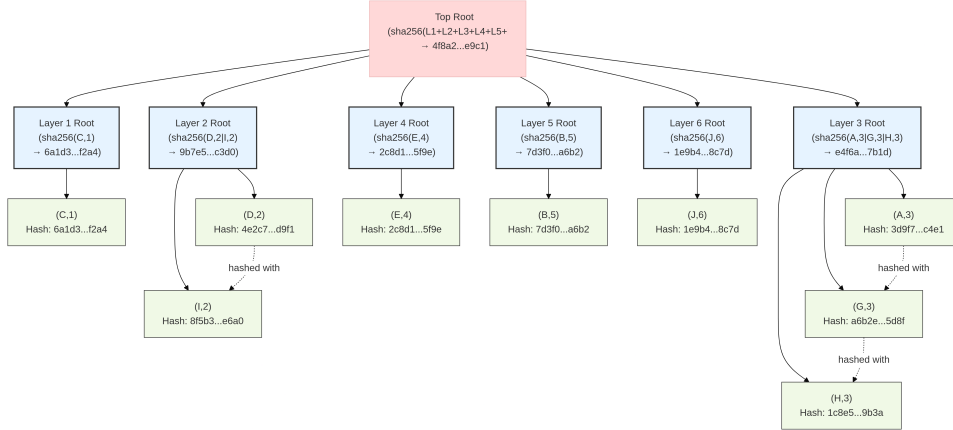 Top Root
(sha256(L1+L2+L3+L4+L5+
→ 4f8a2...e9c1)
Layer 1 Root
(sha256(C,1)
→ 6a1d3...f2a4)
Layer 2 Root
(sha256(D,2|I,2)
→ 9b7e5...c3d0)
Layer 4 Root
(sha256(E,4)
→ 2c8d1...5f9e)
Layer 5 Root
(sha256(B,5)
→ 7d3f0...a6b2)
Layer 6 Root
(sha256(J,6)
→ 1e9b4...8c7d)
Layer 3 Root
(sha256(A,3|G,3|H,3)
→ e4f6a...7b1d)
(C,1)
Hash: 6a1d3...f2a4
(D,2)
Hash: 4e2c7...d9f1
(E,4)
Hash: 2c8d1...5f9e
(B,5)
Hash: 7d3f0...a6b2
(J,6)
Hash: 1e9b4...8c7d
(A,3)
Hash: 3d9f7...c4e1
hashed with
hashed with
(I,2)
Hash: 8f5b3...e6a0
(G,3)
Hash: a6b2e...5d8f
hashed with
(H,3)
Hash: 1c8e5...9b3a